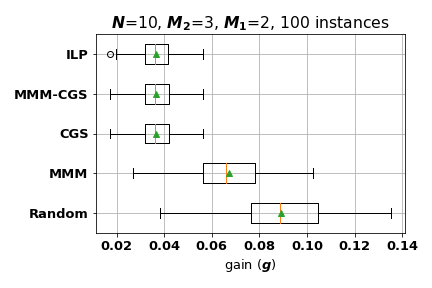 N=10, M₂=3, M₁=2, 100 instances
ILP
MMM-CGS
CGS
MMM
Random
0.02 0.04 0.06 0.08 0.10 0.12 0.14
gain (g)